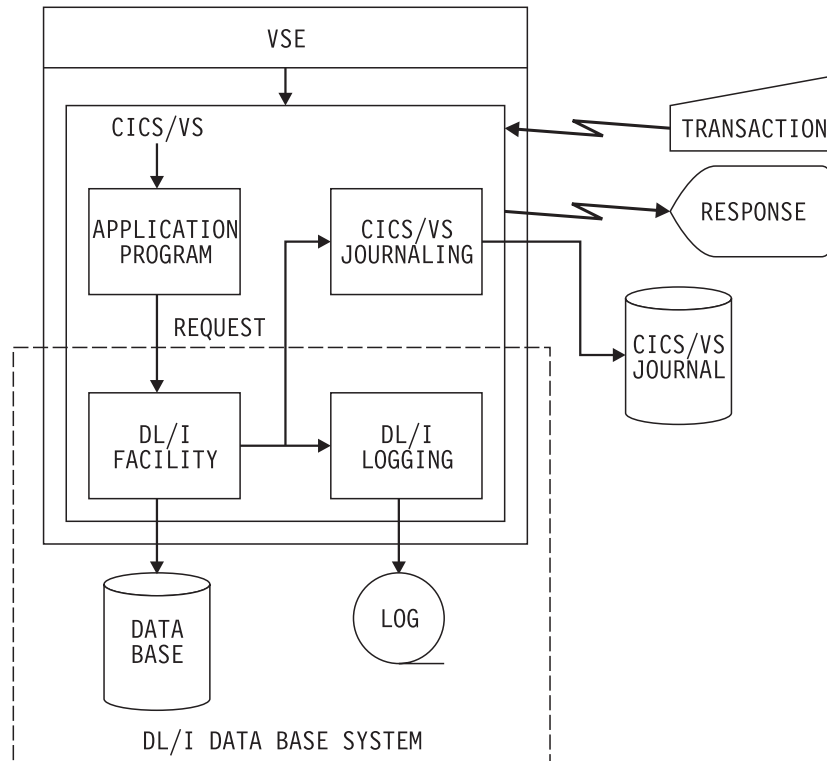 VSE
CICS/VS
TRANSACTION
APPLICATION
PROGRAM
CICS/VS
JOURNALING
RESPONSE
REQUEST
CICS/VS
JOURNAL
DL/I
FACILITY
DL/I
LOGGING
DATA
BASE
LOG
DL/I DATA BASE SYSTEM